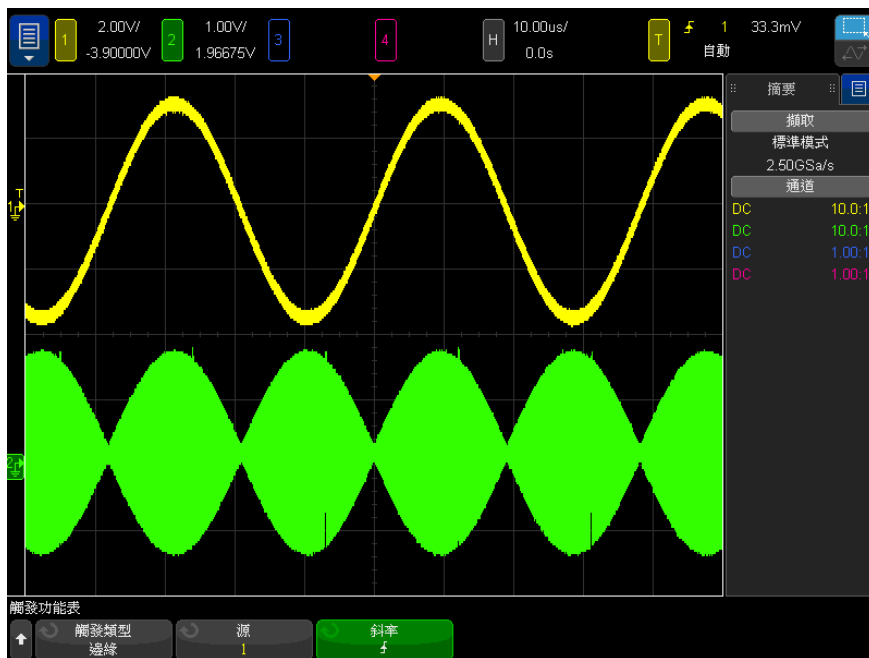 1 2.00V/ -3.90000V
2 1.00V/ 1.96675V
3
4
H 10.00us/ 0.0s
T 1 33.3mV 自動
摘要
擷取
標準模式
2.50GSa/s
通道
DC 10.0:1
DC 10.0:1
DC 1.00:1
DC 1.00:1
T
1
2
觸發功能表
觸發類型 源 斜率
邊緣 1